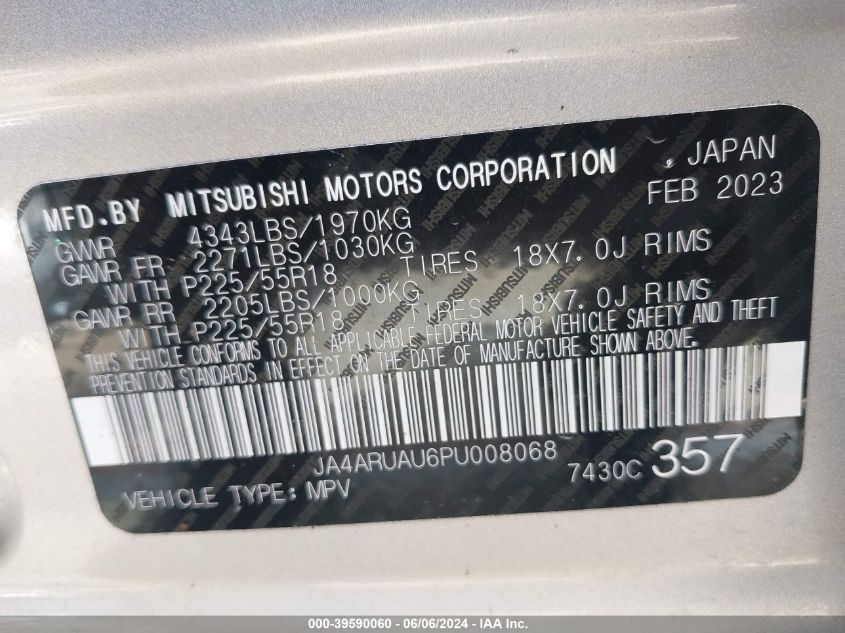 MFD.BY MITSUBISHI MOTORS CORPORATION , JAPAN
FEB 2023
GVWR 4343LBS/1970KG
GAWR FR 2271LBS/1030KG
WITH P225/55R18 TIRES 18X7.0J RIMS
GAWR RR 2205LBS/1000KG
WITH P225/55R18 TIRES 18X7.0J RIMS
THIS VEHICLE CONFORMS TO ALL APPLICABLE FEDERAL MOTOR VEHICLE SAFETY AND THEFT
PREVENTION STANDARDS IN EFFECT ON THE DATE OF MANUFACTURE SHOWN ABOVE.
JA4ARUAU6PU008068
7430C 357
VEHICLE TYPE: MPV
000-39590060 - 06/06/2024 - IAA Inc.